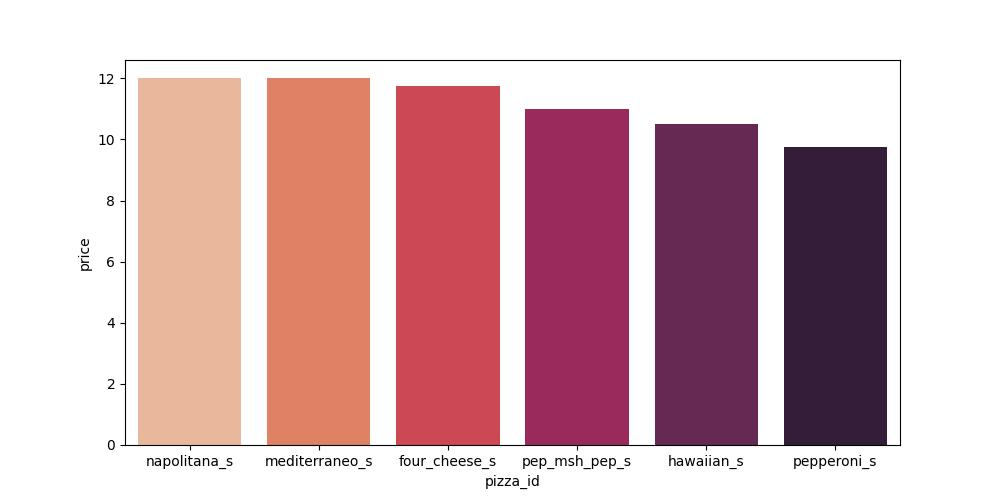 12
10
8
6
4
2
0
price
napolitana_s mediterraneo_s four_cheese_s pep_msh_pep_s hawaiian_s pepperoni_s
pizza_id